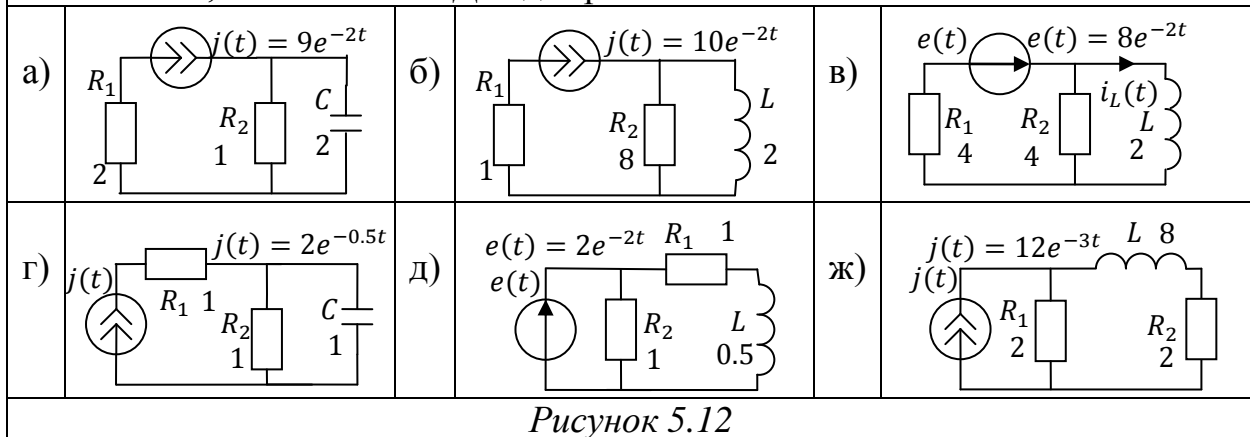 а)
j(t) = 9e^{-2t}
R_1
2
R_2
1
C
2
б)
j(t) = 10e^{-2t}
R_1
1
R_2
8
L
2
в)
e(t)
e(t) = 8e^{-2t}
i_L(t)
R_1
4
R_2
4
L
2
г)
j(t) = 2e^{-0.5t}
j(t)
R_1 1
R_2
1
C
1
д)
e(t) = 2e^{-2t} R_1 1
e(t)
R_2
1
L
0.5
ж)
L 8
j(t) = 12e^{-3t}
j(t)
R_1
2
R_2
2
Рисунок 5.12